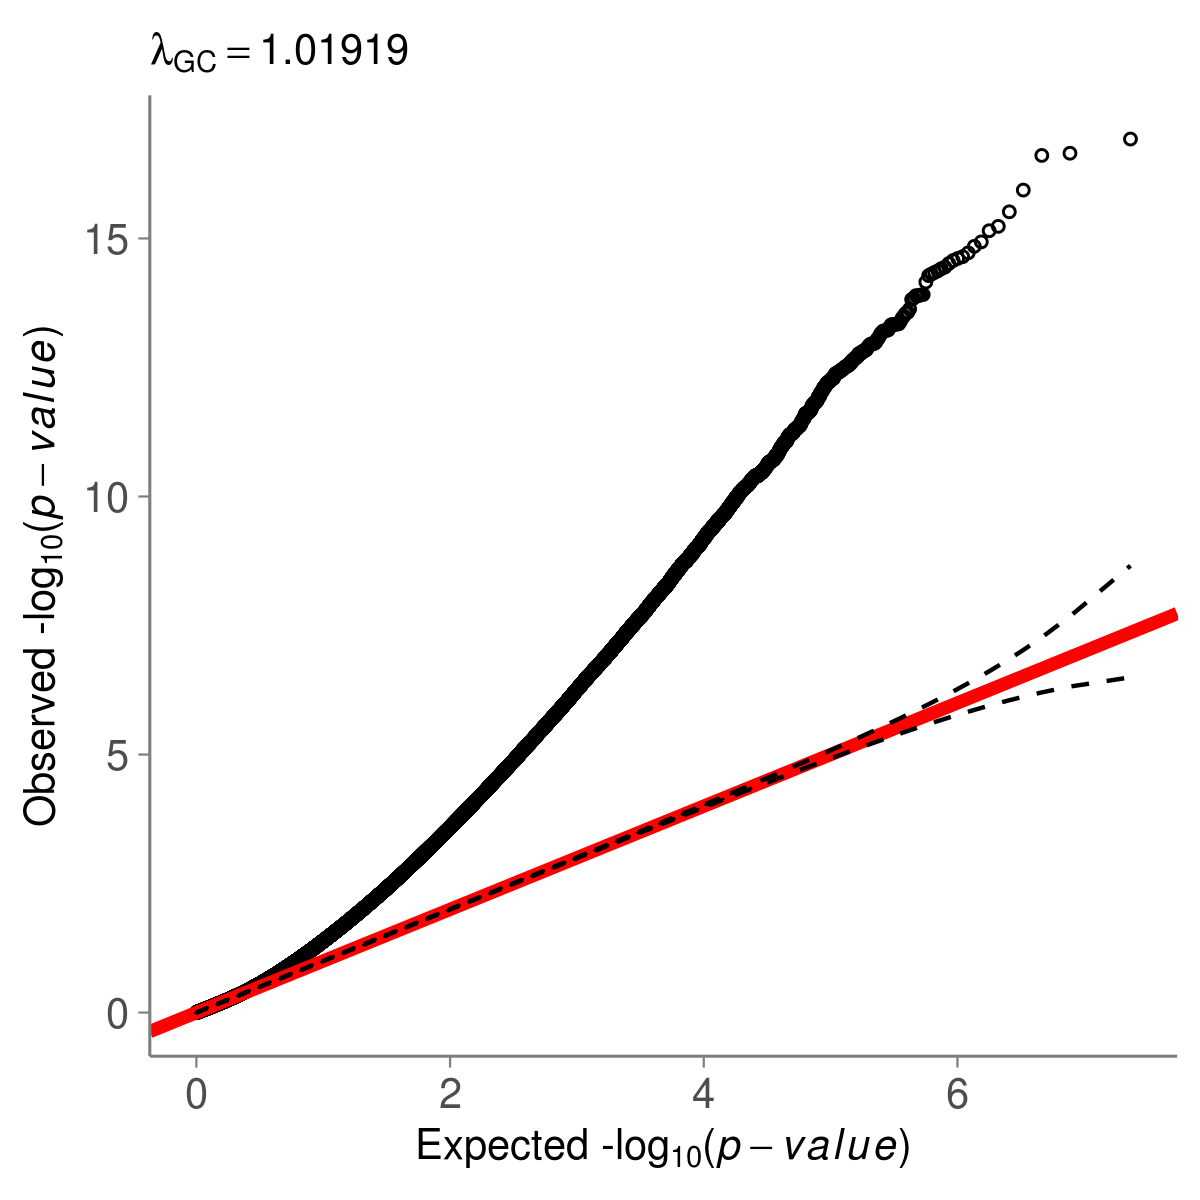 λGC = 1.01919
15
10
5
0
Observed -log10(p − value)
0 2 4 6
Expected -log10(p − value)